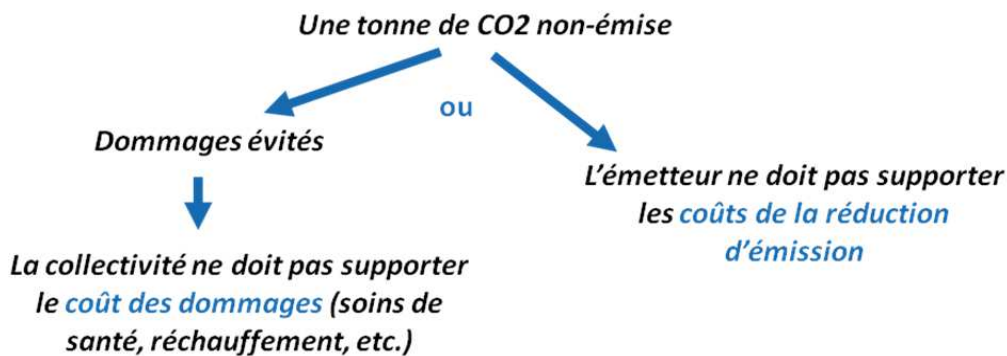 Une tonne de CO2 non-émise
ou
Dommages évités
L'émetteur ne doit pas supporter
les coûts de la réduction
d'émission
La collectivité ne doit pas supporter
le coût des dommages (soins de
santé, réchauffement, etc.)